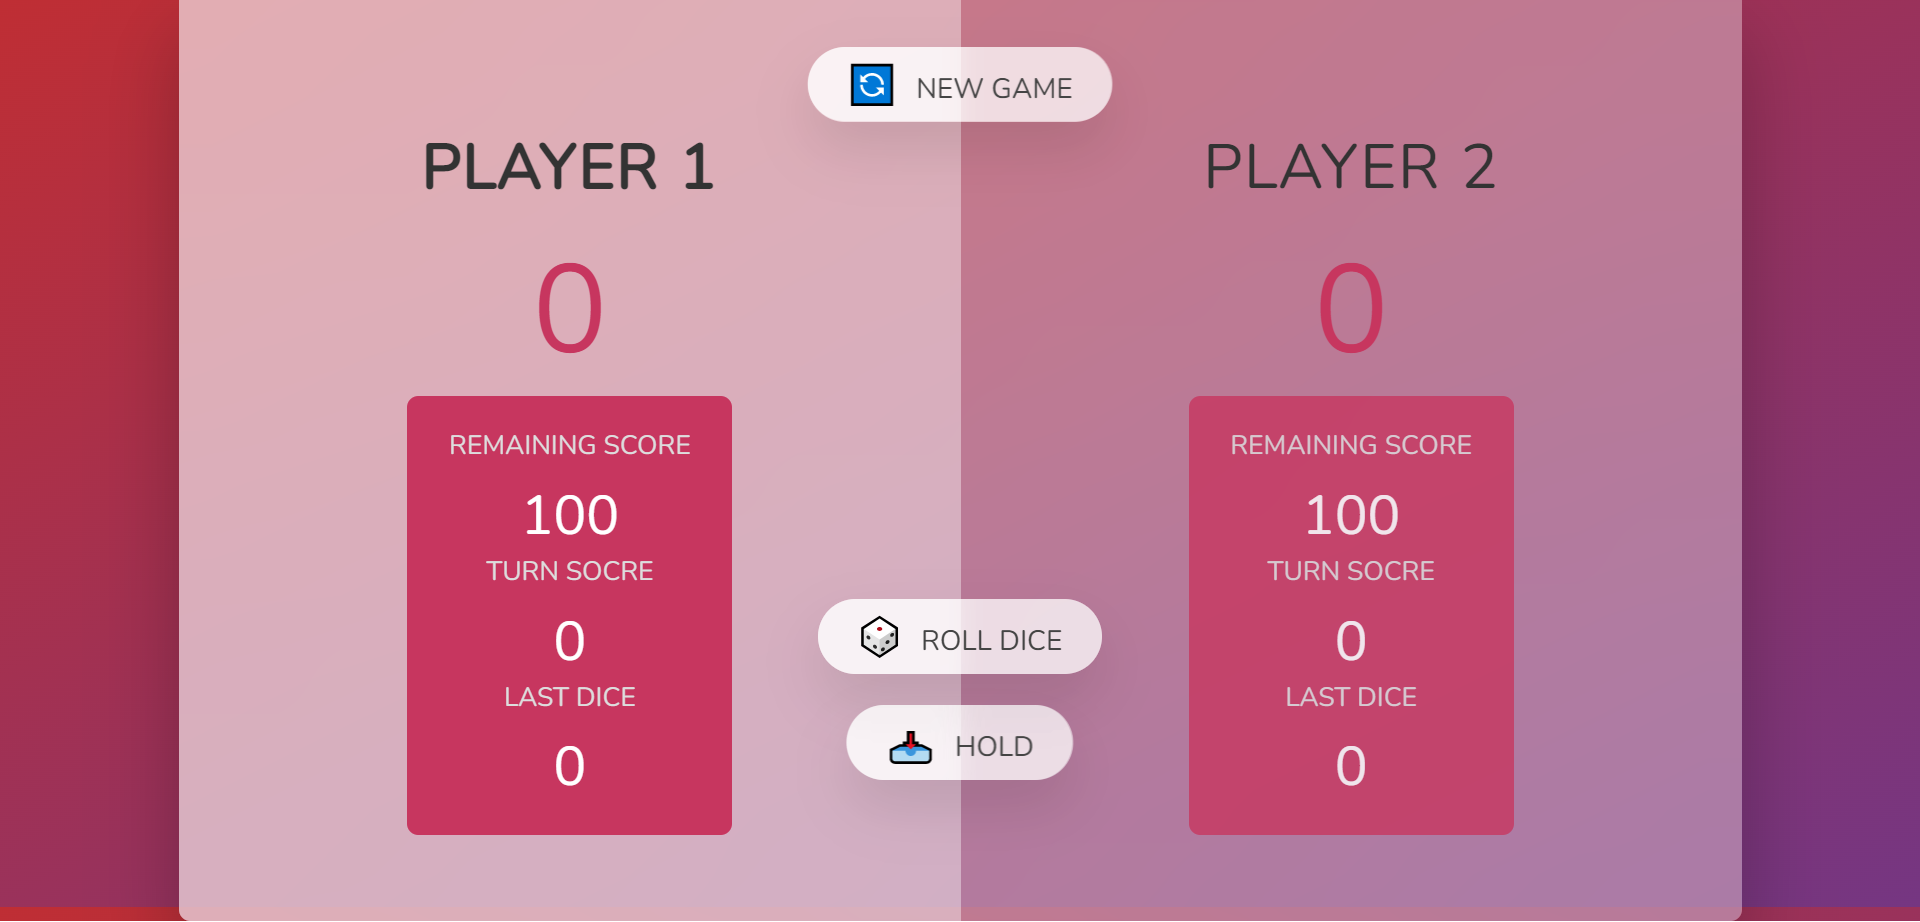 NEW GAME
PLAYER 1
0
REMAINING SCORE
100
TURN SOCRE
0
LAST DICE
0
PLAYER 2
0
REMAINING SCORE
100
TURN SOCRE
0
LAST DICE
0
ROLL DICE
HOLD